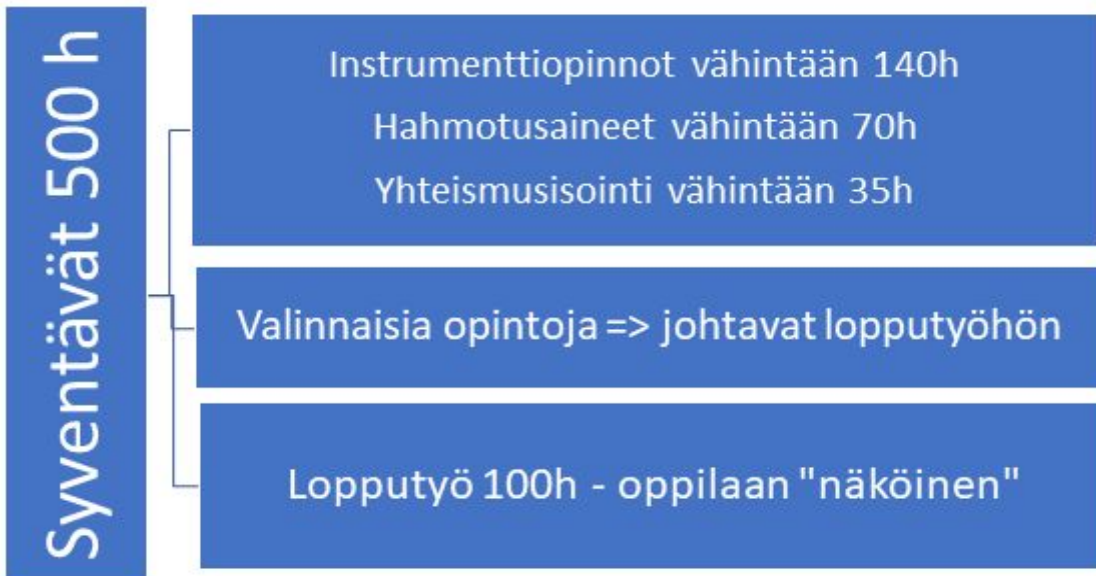 Syventävät 500 h
Instrumenttiopinnot vähintään 140h
Hahmotusaineet vähintään 70h
Yhteismusisointi vähintään 35h
Valinnaisia opintoja => johtavat lopputyöhön
Lopputyö 100h - oppilaan "näköinen"